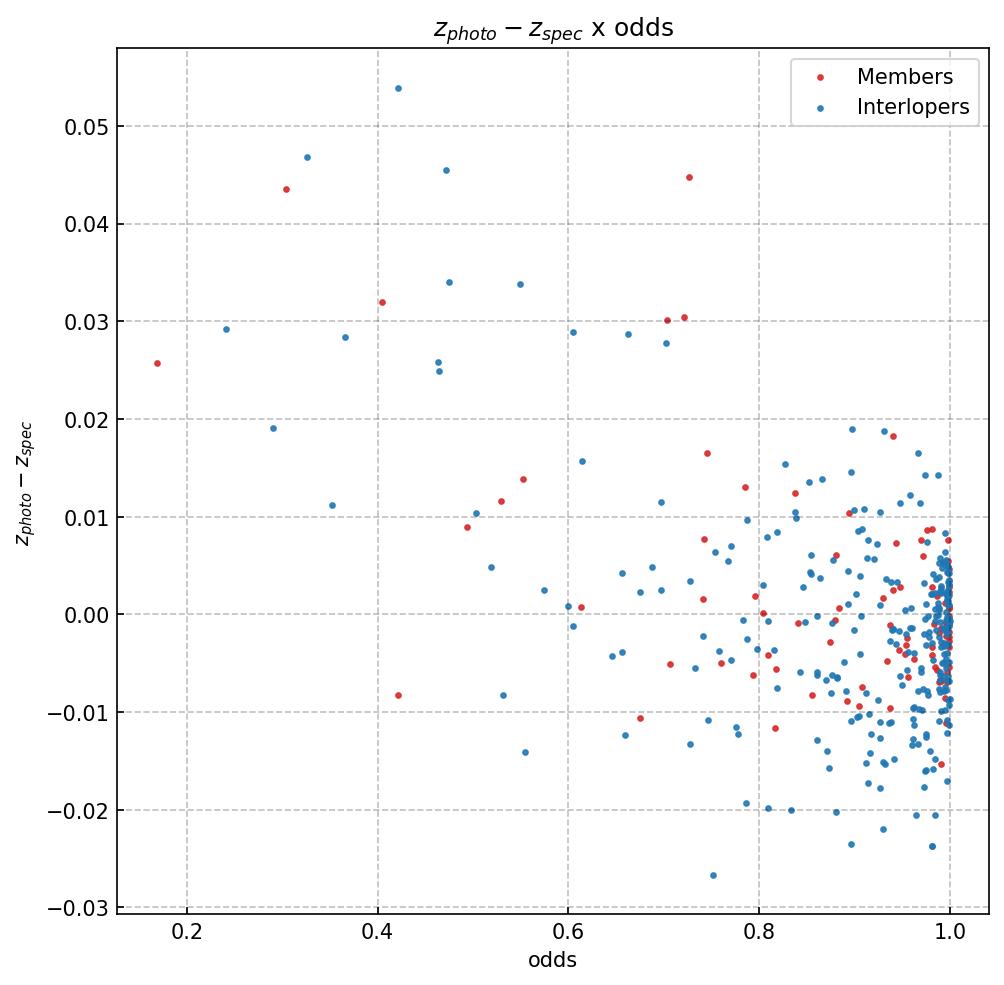 z_photo − z_spec x odds
Members
Interlopers
z_photo − z_spec
0.05
0.04
0.03
0.02
0.01
0.00
−0.01
−0.02
−0.03
0.2 0.4 0.6 0.8 1.0
odds